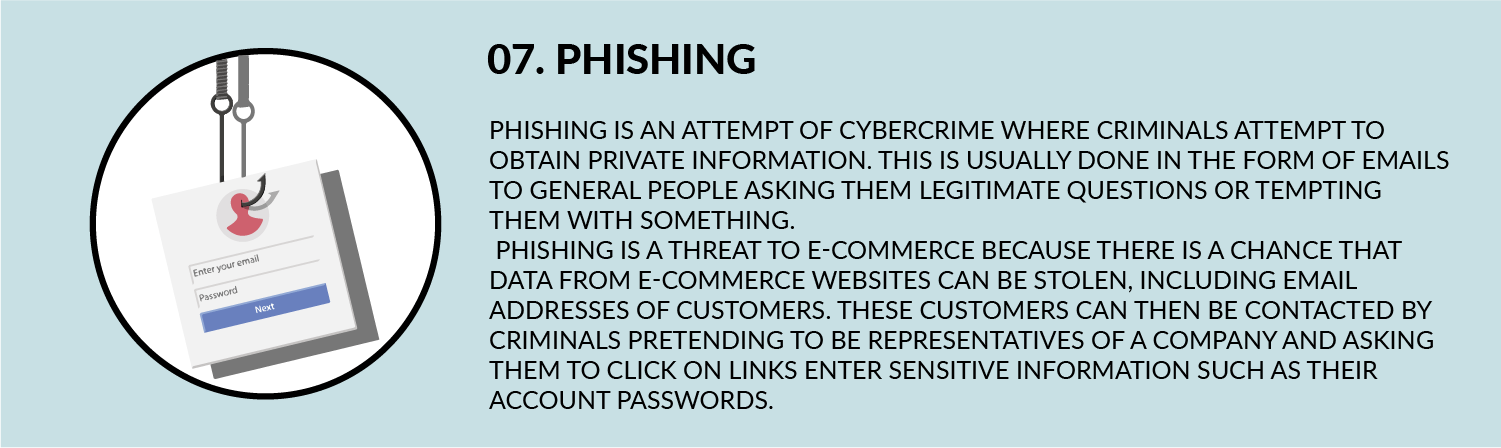 07. PHISHING
PHISHING IS AN ATTEMPT OF CYBERCRIME WHERE CRIMINALS ATTEMPT TO
OBTAIN PRIVATE INFORMATION. THIS IS USUALLY DONE IN THE FORM OF EMAILS
TO GENERAL PEOPLE ASKING THEM LEGITIMATE QUESTIONS OR TEMPTING
THEM WITH SOMETHING.
PHISHING IS A THREAT TO E-COMMERCE BECAUSE THERE IS A CHANCE THAT
DATA FROM E-COMMERCE WEBSITES CAN BE STOLEN, INCLUDING EMAIL
ADDRESSES OF CUSTOMERS. THESE CUSTOMERS CAN THEN BE CONTACTED BY
CRIMINALS PRETENDING TO BE REPRESENTATIVES OF A COMPANY AND ASKING
THEM TO CLICK ON LINKS ENTER SENSITIVE INFORMATION SUCH AS THEIR
ACCOUNT PASSWORDS.
Enter your email
Password
Next